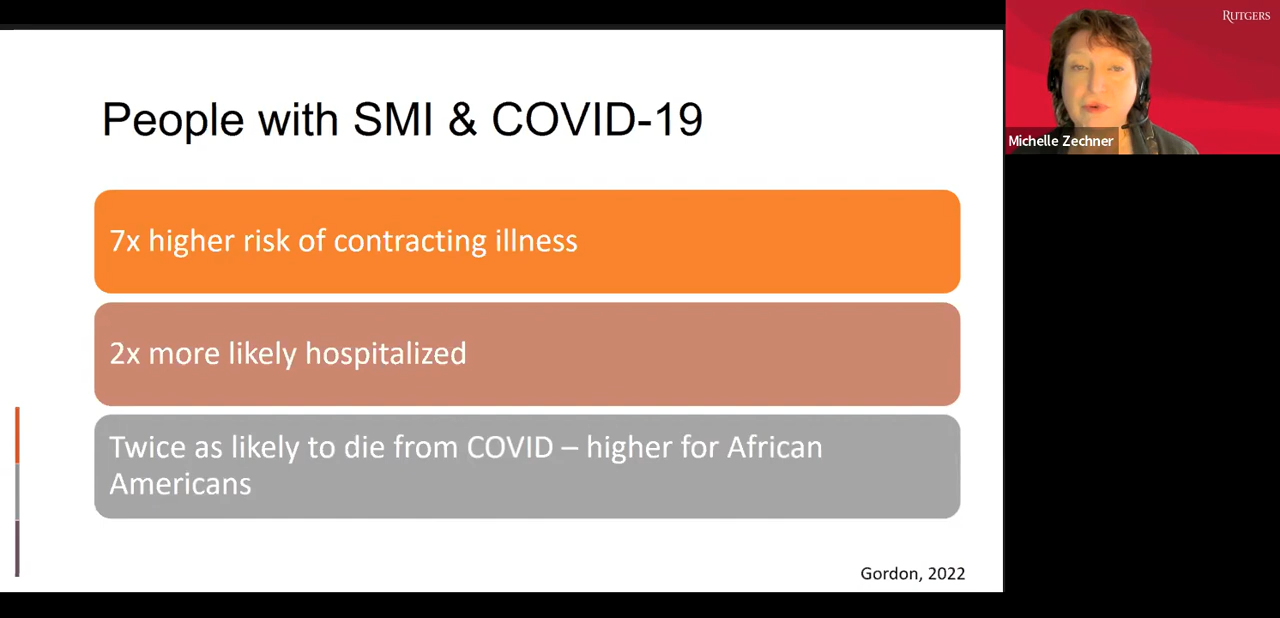 People with SMI & COVID-19
7x higher risk of contracting illness
2x more likely hospitalized
Twice as likely to die from COVID – higher for African
Americans
Gordon, 2022
RUTGERS
Michelle Zechner